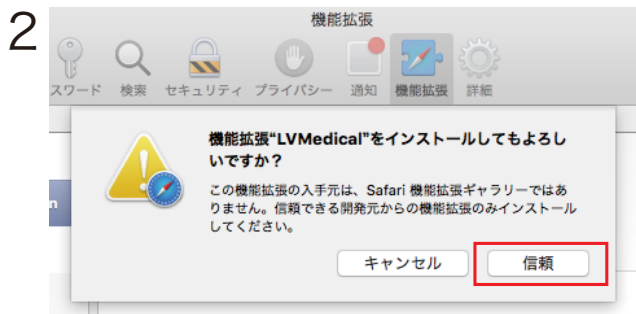 2
機能拡張
スワード 検索 セキュリティ プライバシー 通知 機能拡張 詳細
機能拡張“LVMedical”をインストールしてもよろし
いですか？
この機能拡張の入手元は、Safari 機能拡張ギャラリーではあ
りません。信頼できる開発元からの機能拡張のみインストール
してください。
キャンセル 信頼
n